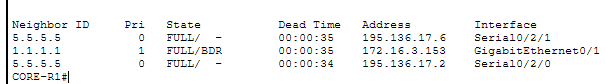 Neighbor ID     Pri   State           Dead Time   Address         Interface
5.5.5.5           0   FULL/  -        00:00:35    195.136.17.6    Serial0/2/1
1.1.1.1           1   FULL/BDR        00:00:35    172.16.3.153    GigabitEthernet0/1
5.5.5.5           0   FULL/  -        00:00:34    195.136.17.2    Serial0/2/0
CORE-R1#